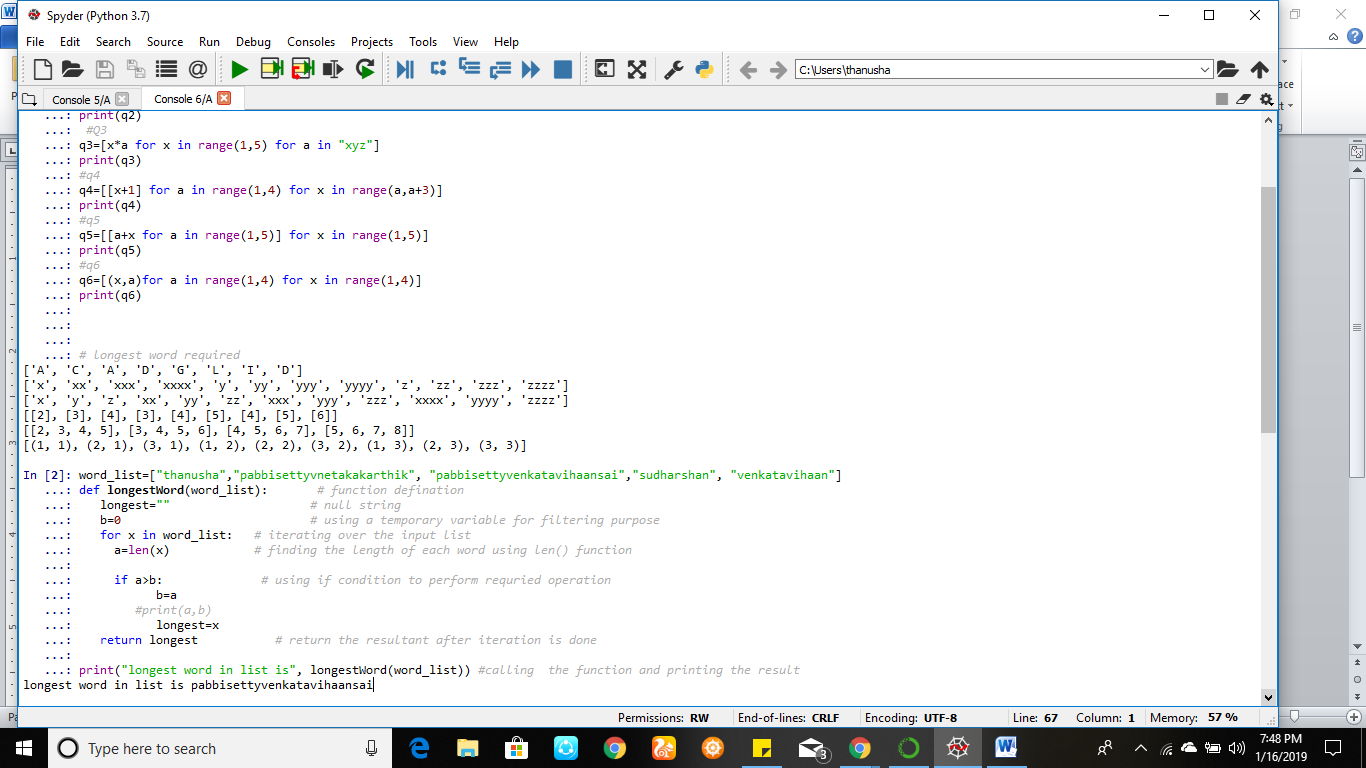 Spyder (Python 3.7)
File Edit Search Source Run Debug Consoles Projects Tools View Help
C:\Users\thanusha
Console 5/A Console 6/A
...: print(q2)
...: #Q3
...: q3=[x*a for x in range(1,5) for a in "xyz"]
...: print(q3)
...: #q4
...: q4=[[x+1] for a in range(1,4) for x in range(a,a+3)]
...: print(q4)
...: #q5
...: q5=[[a+x for a in range(1,5)] for x in range(1,5)]
...: print(q5)
...: #q6
...: q6=[(x,a)for a in range(1,4) for x in range(1,4)]
...: print(q6)
...:
...:
...:
...: # longest word required
['A', 'C', 'A', 'D', 'G', 'L', 'I', 'D']
['x', 'xx', 'xxx', 'xxxx', 'y', 'yy', 'yyy', 'yyyy', 'z', 'zz', 'zzz', 'zzzz']
['x', 'y', 'z', 'xx', 'yy', 'zz', 'xxx', 'yyy', 'zzz', 'xxxx', 'yyyy', 'zzzz']
[[2], [3], [4], [3], [4], [5], [4], [5], [6]]
[[2, 3, 4, 5], [3, 4, 5, 6], [4, 5, 6, 7], [5, 6, 7, 8]]
[(1, 1), (2, 1), (3, 1), (1, 2), (2, 2), (3, 2), (1, 3), (2, 3), (3, 3)]
In [2]: word_list=["thanusha","pabbisettyvnetakakarthik", "pabbisettyvenkatavihaansai","sudharshan", "venkatavihaan"]
...: def longestWord(word_list): # function defination
...: longest="" # null string
...: b=0 # using a temporary variable for filtering purpose
...: for x in word_list: # iterating over the input list
...: a=len(x) # finding the length of each word using len() function
...:
...: if a>b: # using if condition to perform requried operation
...: b=a
...: #print(a,b)
...: longest=x
...: return longest # return the resultant after iteration is done
...:
...: print("longest word in list is", longestWord(word_list)) #calling the function and printing the result
longest word in list is pabbisettyvenkatavihaansai
Permissions: RW End-of-lines: CRLF Encoding: UTF-8 Line: 67 Column: 1 Memory: 57 %
Type here to search
3
7:48 PM
1/16/2019